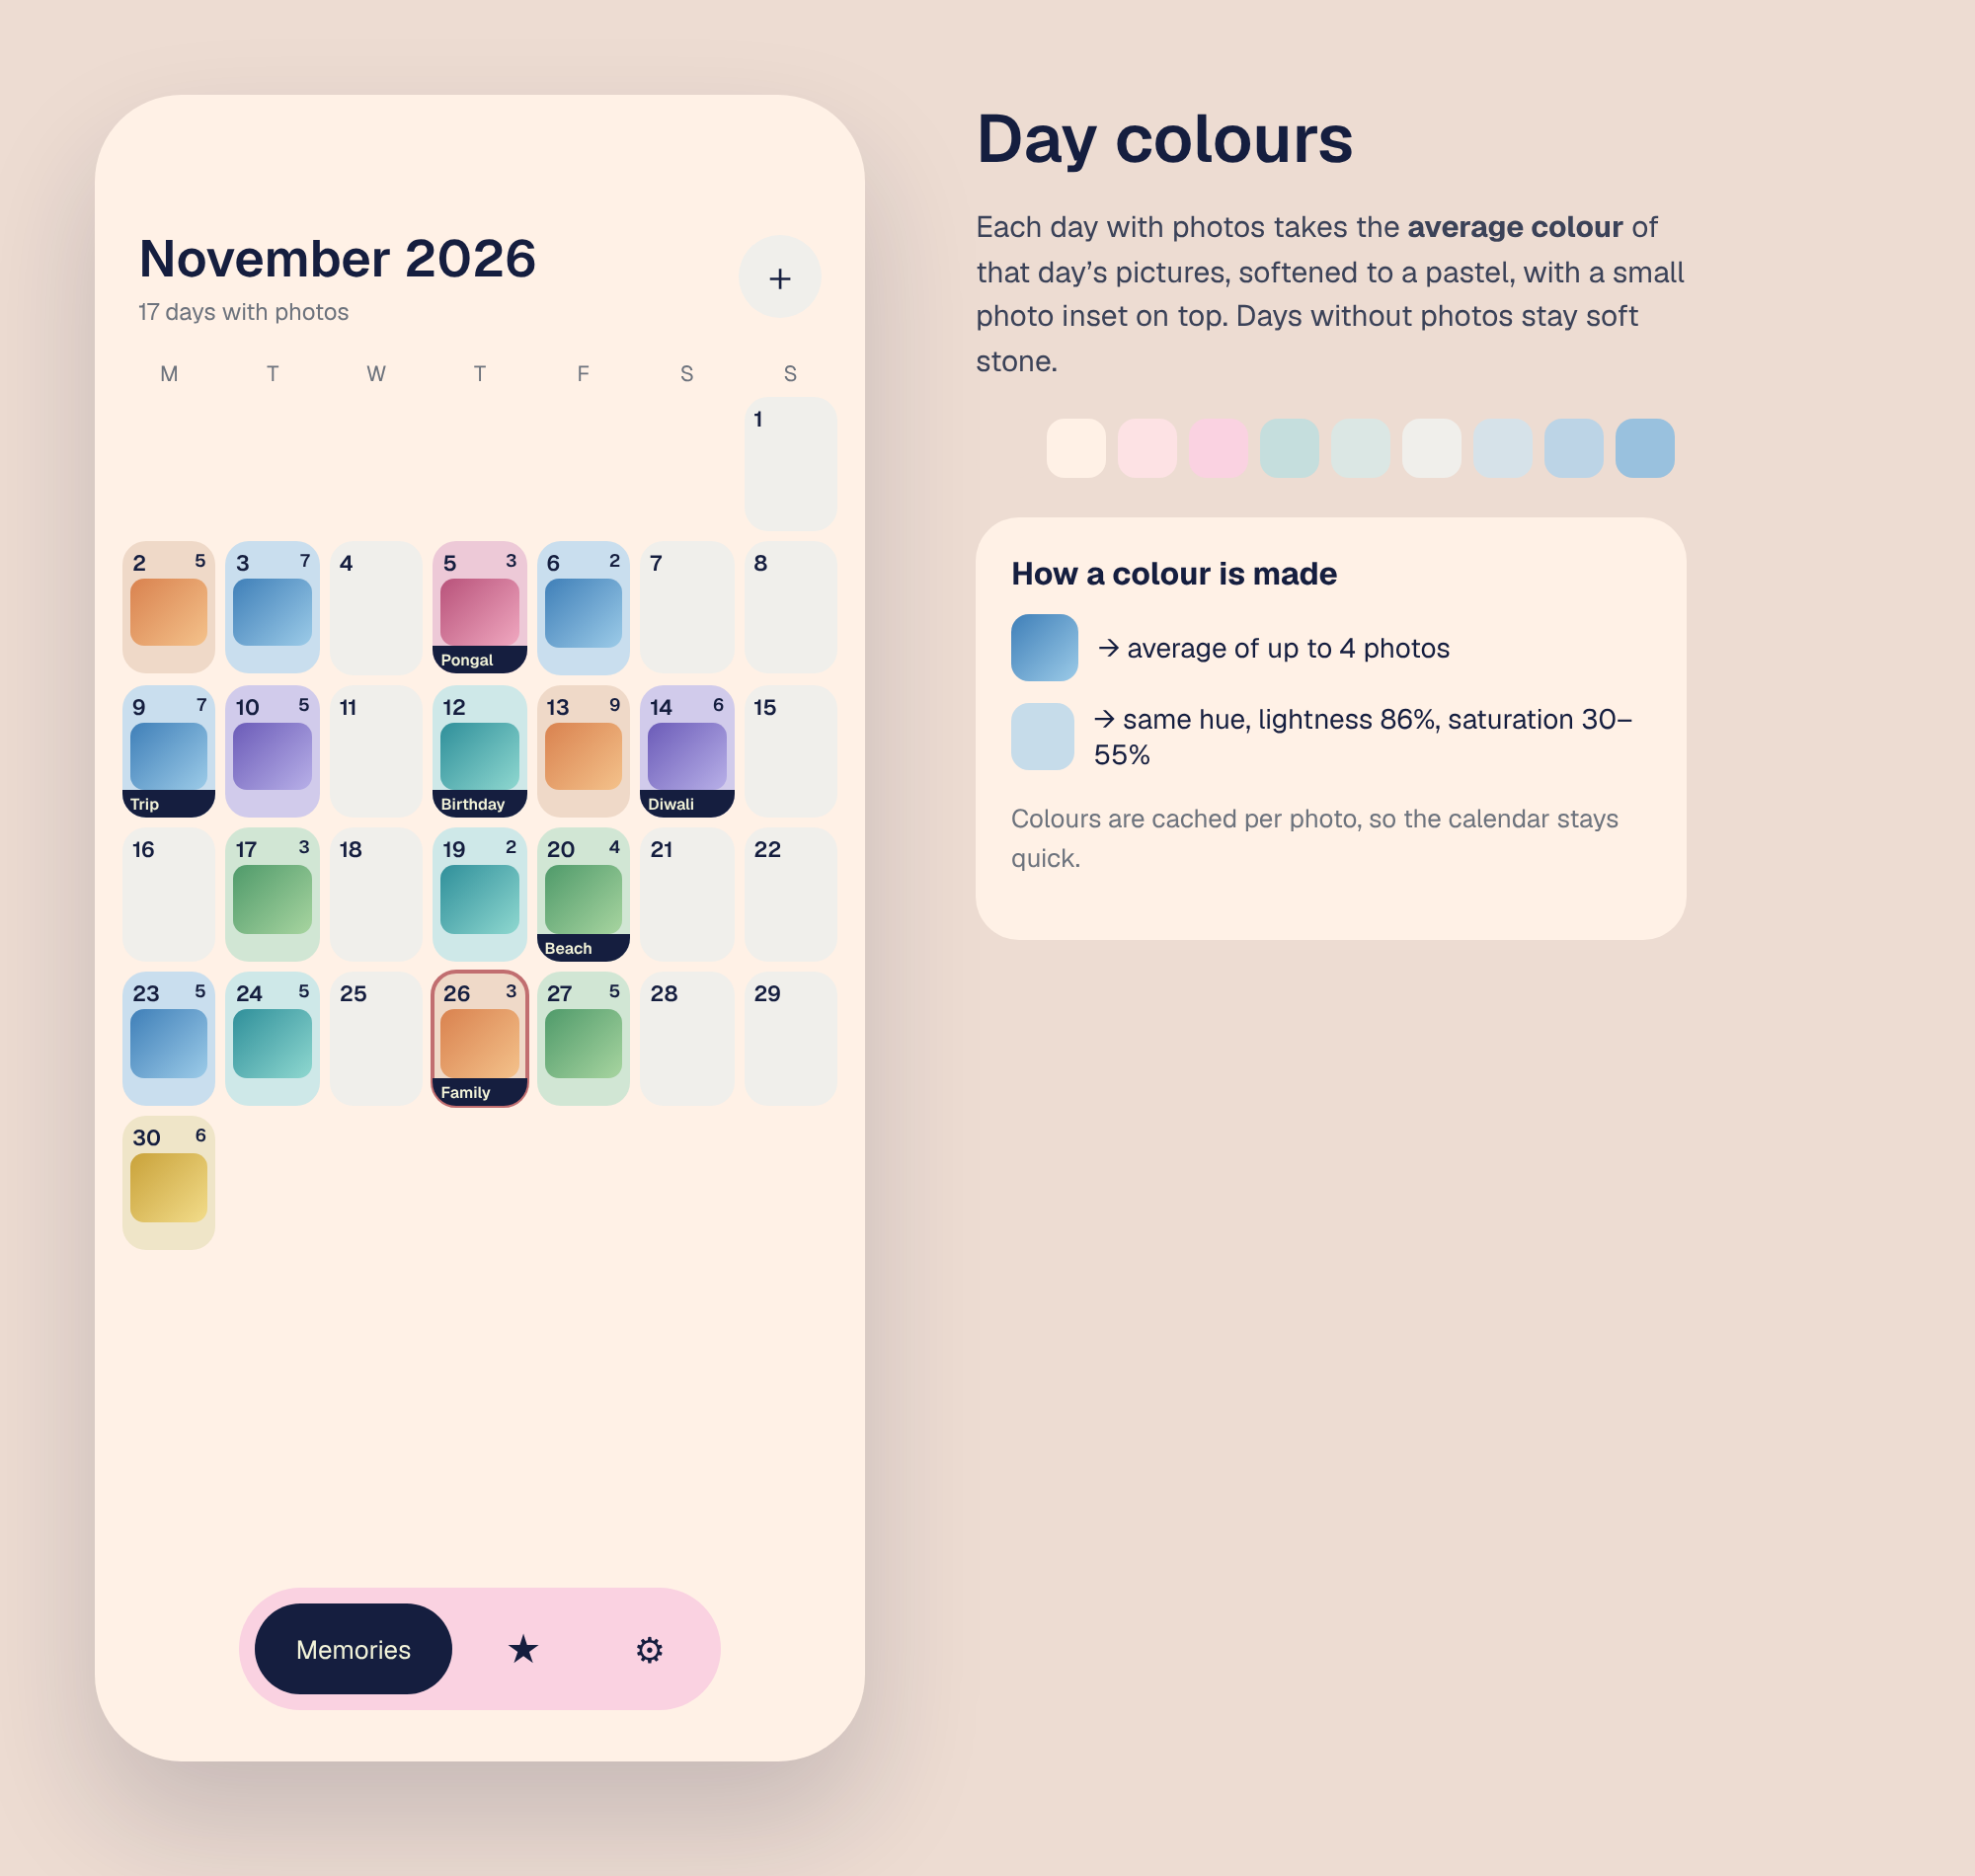 November 2026
+
17 days with photos
M T W T F S S
1
2 5 3 7 4 5 3 6 2 7 8
Pongal
9 7 10 5 11 12 13 9 14 6 15
Trip Birthday Diwali
16 17 3 18 19 2 20 4 21 22
Beach
23 5 24 5 25 26 3 27 5 28 29
Family
30 6
Memories ★ ⚙
Day colours
Each day with photos takes the average colour of
that day’s pictures, softened to a pastel, with a small
photo inset on top. Days without photos stay soft
stone.
How a colour is made
→ average of up to 4 photos
→ same hue, lightness 86%, saturation 30–
55%
Colours are cached per photo, so the calendar stays
quick.